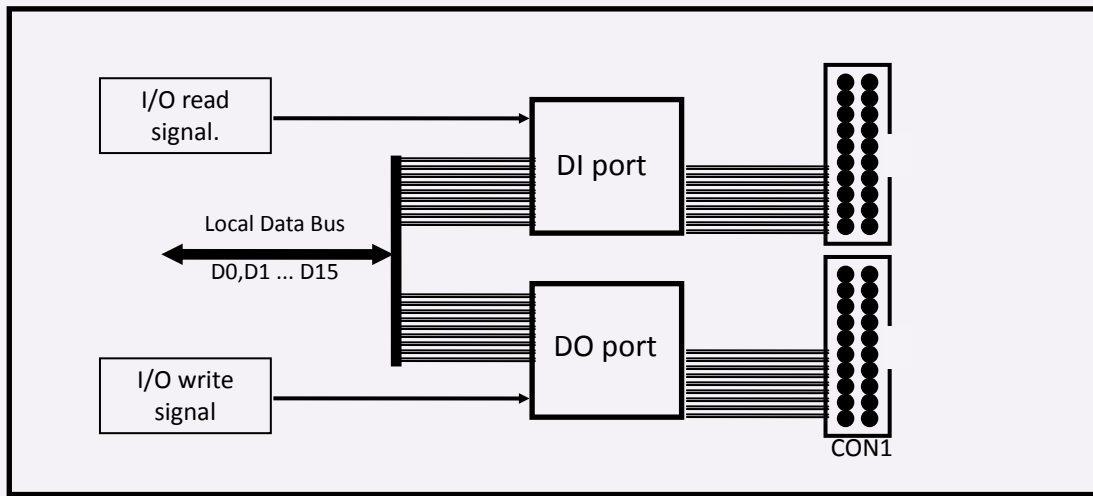 I/O read
signal.
DI port
Local Data Bus
D0,D1 ... D15
DO port
I/O write
signal
CON1